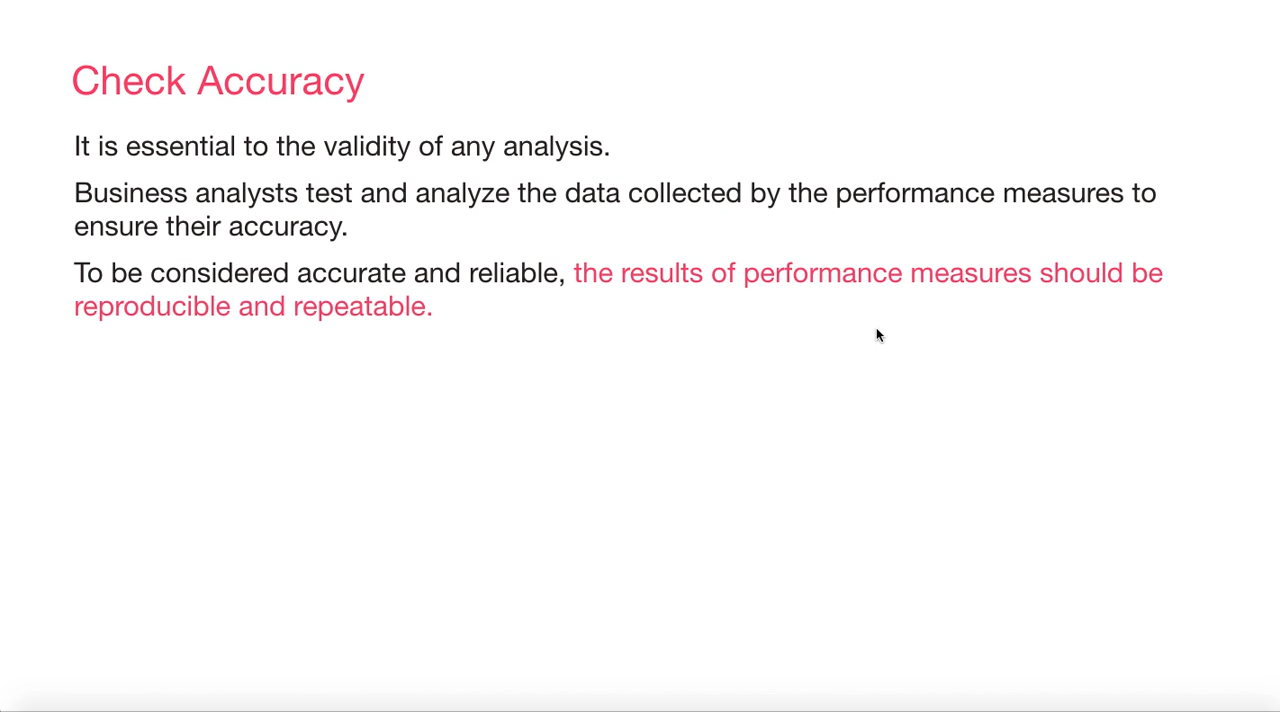 Check Accuracy
It is essential to the validity of any analysis.
Business analysts test and analyze the data collected by the performance measures to
ensure their accuracy.
To be considered accurate and reliable, the results of performance measures should be
reproducible and repeatable.